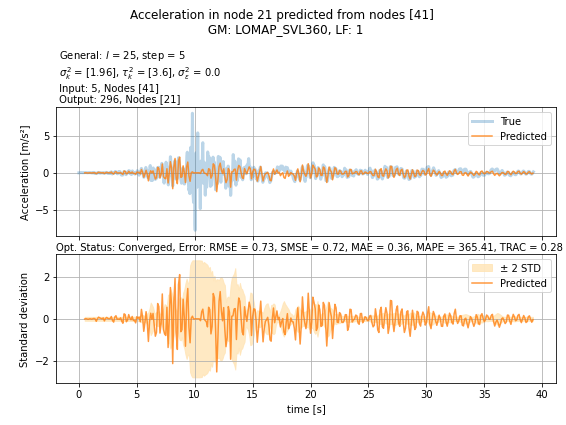 Acceleration in node 21 predicted from nodes [41]
GM: LOMAP_SVL360, LF: 1
General: l = 25, step = 5
σ²ₖ = [1.96], τ²ₖ = [3.6], σ²ε = 0.0
Input: 5, Nodes [41]
Output: 296, Nodes [21]
True
Predicted
Acceleration [m/s²]
5
0
−5
Opt. Status: Converged, Error: RMSE = 0.73, SMSE = 0.72, MAE = 0.36, MAPE = 365.41, TRAC = 0.28
± 2 STD
Predicted
Standard deviation
2
0
−2
0 5 10 15 20 25 30 35 40
time [s]